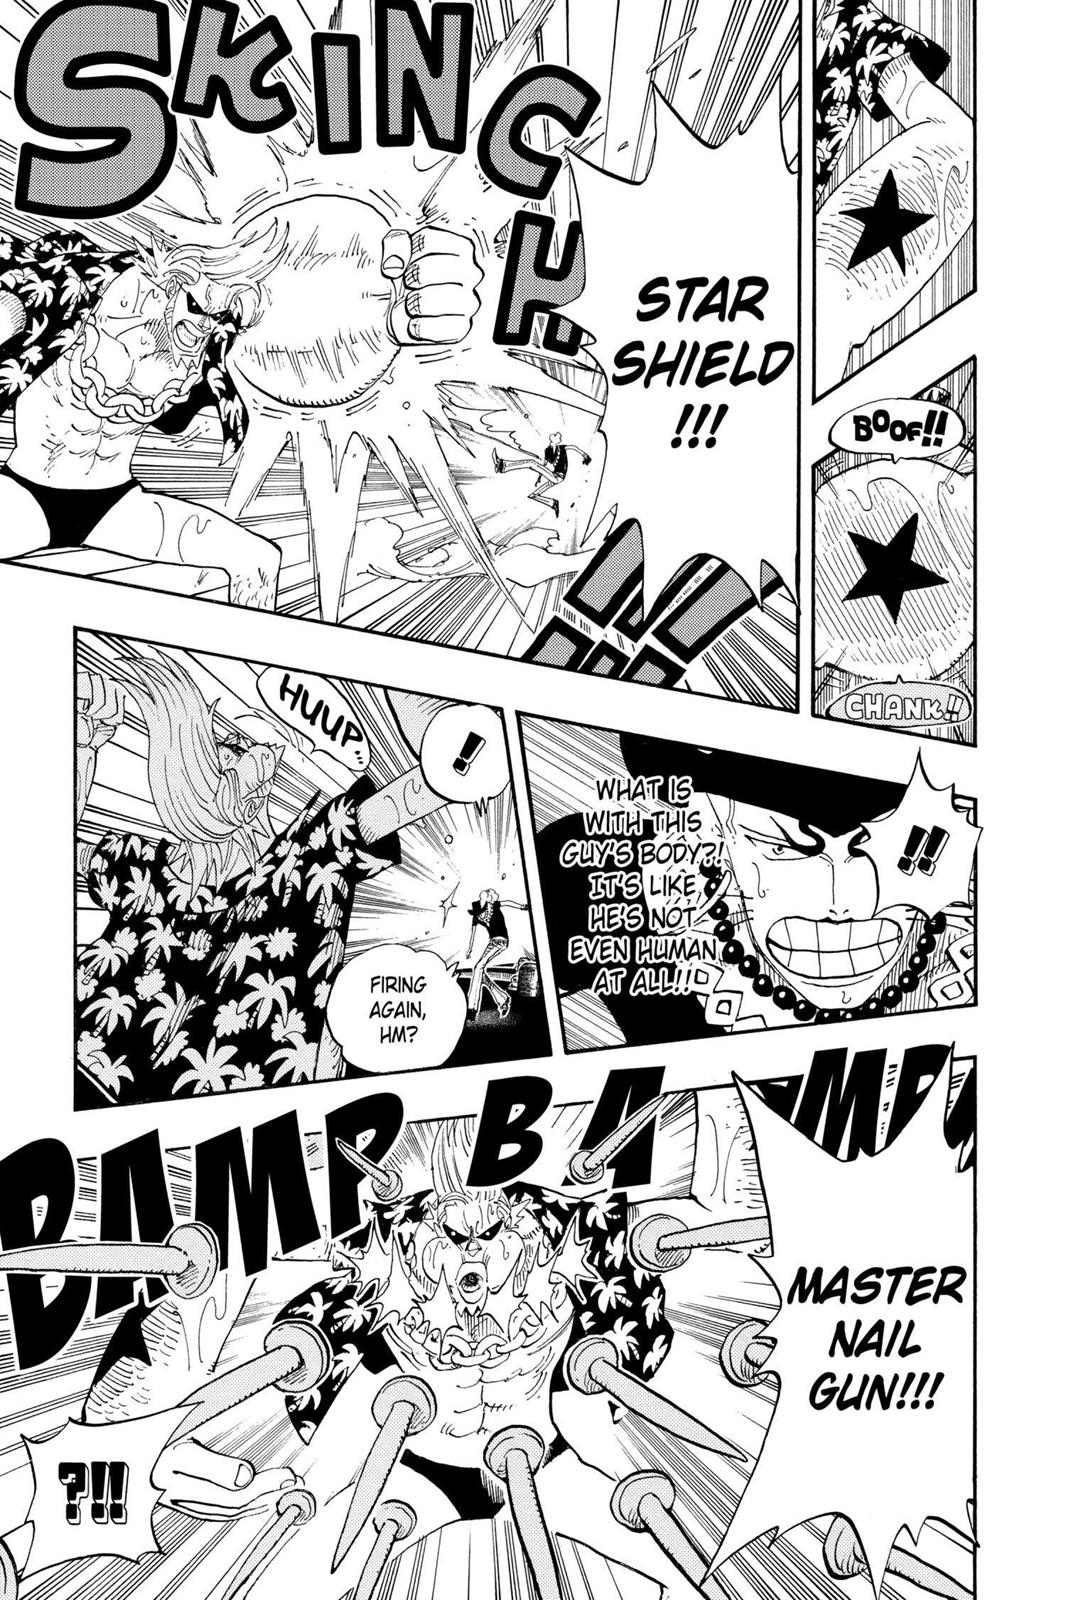 BOOF!!
CHANK!!
STAR
SHIELD
!!!
SKINCH
!!
WHAT IS
WITH THIS
GUY'S BODY?!
IT'S LIKE
HE'S NOT
EVEN HUMAN
AT ALL!!
!!
HUUP...
FIRING
AGAIN,
HM?
MASTER
NAIL
GUN!!!
BAMP BA
?!!